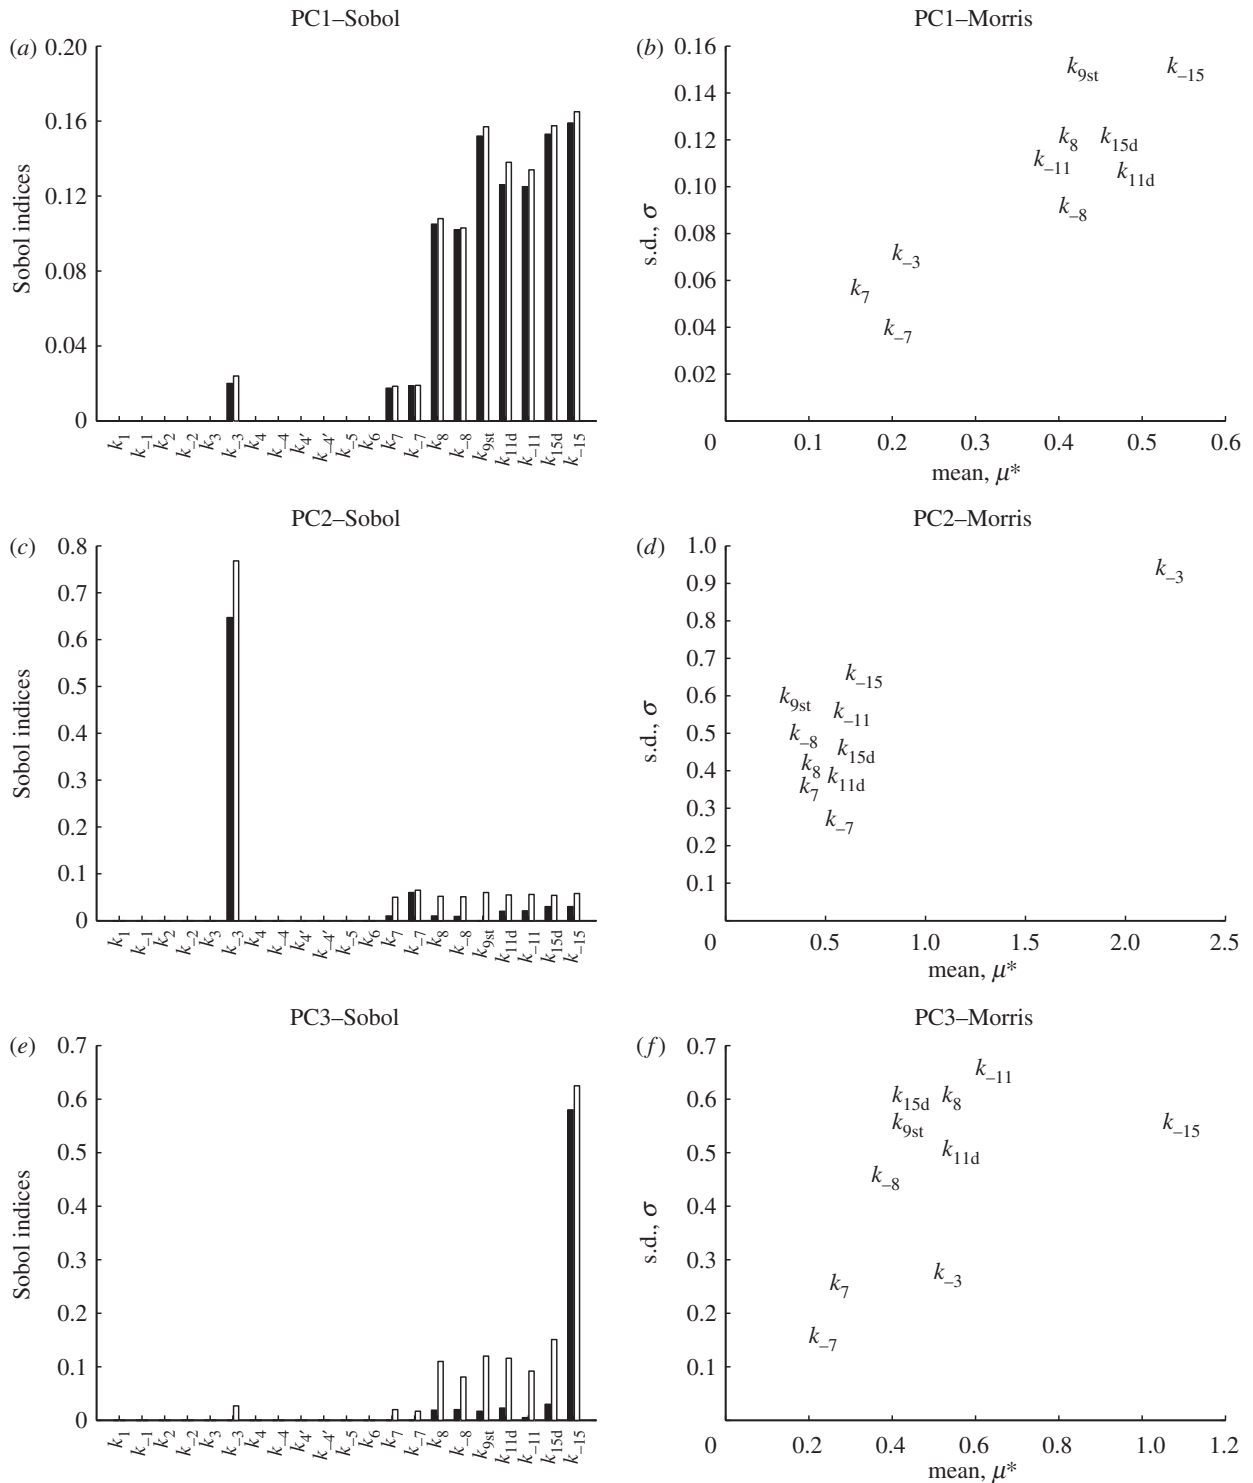 PC1–Sobol
(a)
0.20
0.16
0.12
0.08
0.04
0
Sobol indices
k1 k−1 k2 k−2 k3 k−3 k4 k−4 k4′ k−4′ k−5 k6 k7 k−7 k8 k−8 k9st k11d k−11 k15d k−15
PC1–Morris
(b)
0.16
0.14
0.12
0.10
0.08
0.06
0.04
0.02
s.d., σ
k9st k−15
k8 k15d
k−11 k11d
k−8
k−3
k7
k−7
0 0.1 0.2 0.3 0.4 0.5 0.6
mean, μ*
PC2–Sobol
(c)
0.8
0.7
0.6
0.5
0.4
0.3
0.2
0.1
0
Sobol indices
k1 k−1 k2 k−2 k3 k−3 k4 k−4 k4′ k−4′ k−5 k6 k7 k−7 k8 k−8 k9st k11d k−11 k15d k−15
PC2–Morris
(d)
1.0
0.9
0.8
0.7
0.6
0.5
0.4
0.3
0.2
0.1
s.d., σ
k−3
k−15
k9st
k−11
k−8
k15d
k8
k11d
k7
k−7
0 0.5 1.0 1.5 2.0 2.5
mean, μ*
PC3–Sobol
(e)
0.7
0.6
0.5
0.4
0.3
0.2
0.1
0
Sobol indices
k1 k−1 k2 k−2 k3 k−3 k4 k−4 k4′ k−4′ k−5 k6 k7 k−7 k8 k−8 k9st k11d k−11 k15d k−15
PC3–Morris
(f)
0.7
0.6
0.5
0.4
0.3
0.2
0.1
s.d., σ
k−11
k15d k8
k9st k−15
k11d
k−8
k−3
k7
k−7
0 0.2 0.4 0.6 0.8 1.0 1.2
mean, μ*